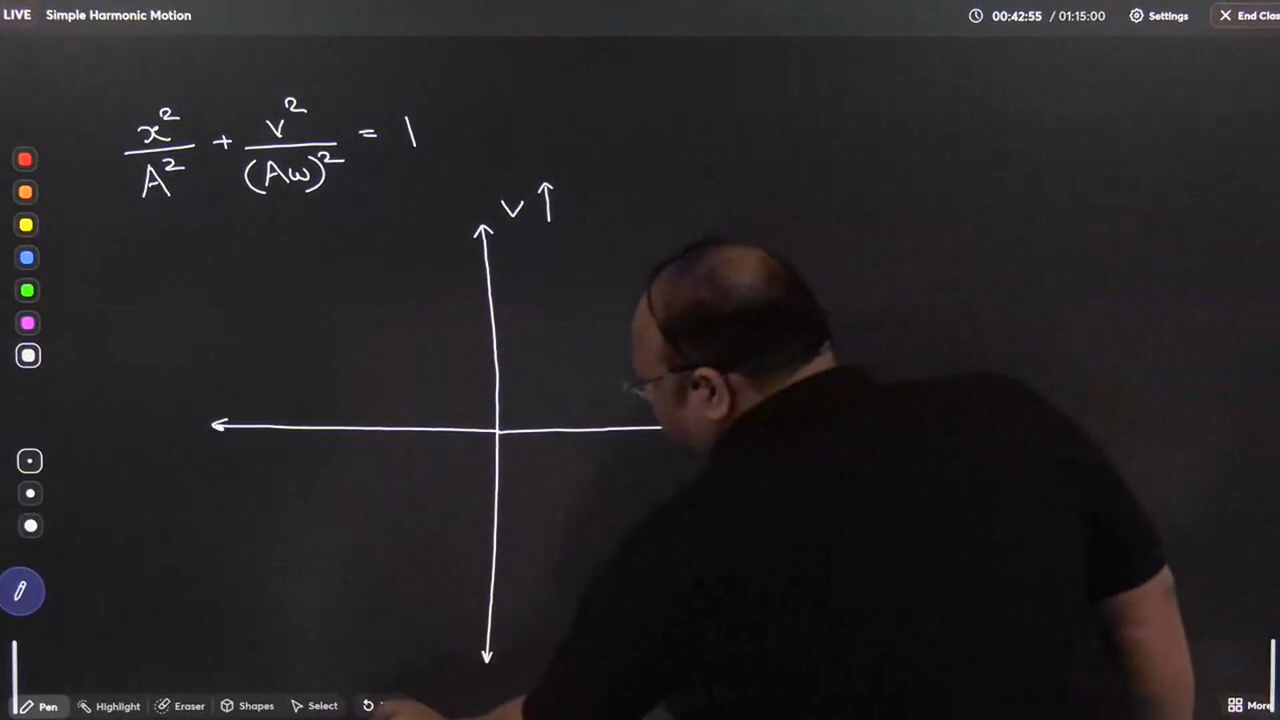 LIVE Simple Harmonic Motion 00:42:55 / 01:15:00 Settings End Clas
x²/A² + v²/(Aω)² = 1
v ↑
Pen Highlight Eraser Shapes Select
More